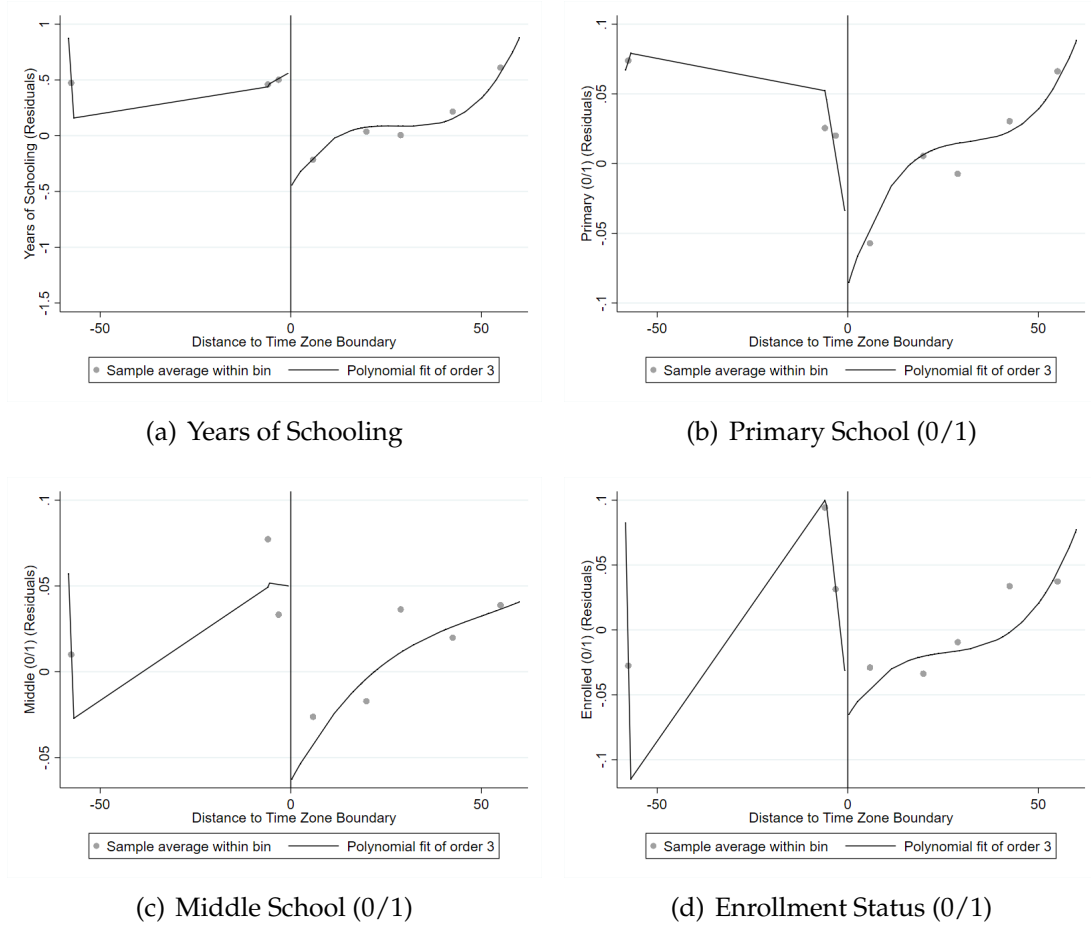 Years of Schooling (Residuals)
1
.5
0
-.5
-1
-1.5
-50
0
50
Distance to Time Zone Boundary
Sample average within bin
Polynomial fit of order 3
(a) Years of Schooling
Primary (0/1) (Residuals)
.1
.05
0
-.05
-.1
-50
0
50
Distance to Time Zone Boundary
Sample average within bin
Polynomial fit of order 3
(b) Primary School (0/1)
Middle (0/1) (Residuals)
.1
.05
0
-.05
-50
0
50
Distance to Time Zone Boundary
Sample average within bin
Polynomial fit of order 3
(c) Middle School (0/1)
Enrolled (0/1) (Residuals)
.1
.05
0
-.05
-.1
-50
0
50
Distance to Time Zone Boundary
Sample average within bin
Polynomial fit of order 3
(d) Enrollment Status (0/1)